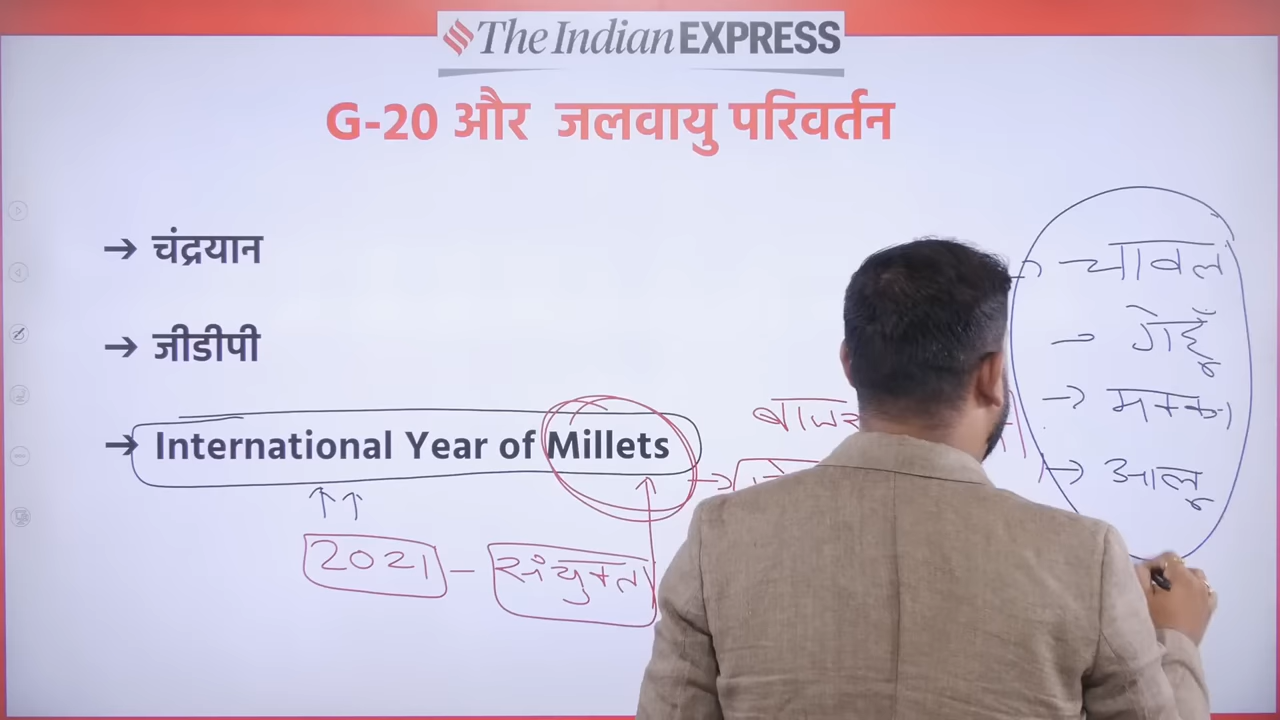 The Indian EXPRESS
G-20 और जलवायु परिवर्तन
→ चंद्रयान
→ जीडीपी
→ International Year of Millets
2021 – संयुक्त
→ चावल
→ गेहूँ
→ मक्का
→ आलू